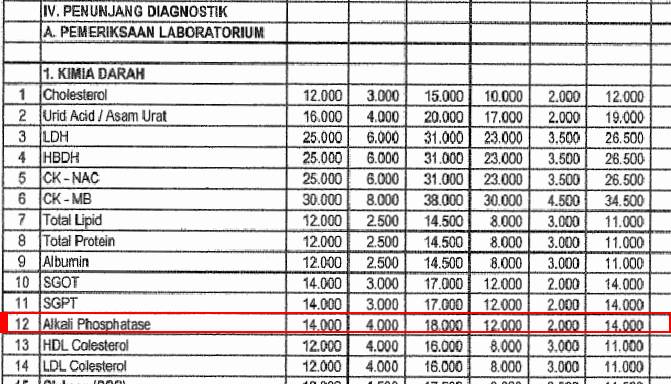 IV. PENUNJANG DIAGNOSTIK
A. PEMERIKSAAN LABORATORIUM
1. KIMIA DARAH
1 Cholesterol 12.000 3.000 15.000 10.000 2.000 12.000
2 Urid Acid / Asam Urat 16.000 4.000 20.000 17.000 2.000 19.000
3 LDH 25.000 6.000 31.000 23.000 3.500 26.500
4 HBDH 25.000 6.000 31.000 23.000 3.500 26.500
5 CK - NAC 25.000 6.000 31.000 23.000 3.500 26.500
6 CK - MB 30.000 8.000 38.000 30.000 4.500 34.500
7 Total Lipid 12.000 2.500 14.500 8.000 3.000 11.000
8 Total Protein 12.000 2.500 14.500 8.000 3.000 11.000
9 Albumin 12.000 2.500 14.500 8.000 3.000 11.000
10 SGOT 14.000 3.000 17.000 12.000 2.000 14.000
11 SGPT 14.000 3.000 17.000 12.000 2.000 14.000
12 Alkali Phosphatase 14.000 4.000 18.000 12.000 2.000 14.000
13 HDL Colesterol 12.000 4.000 16.000 8.000 3.000 11.000
14 LDL Colesterol 12.000 4.000 16.000 8.000 3.000 11.000